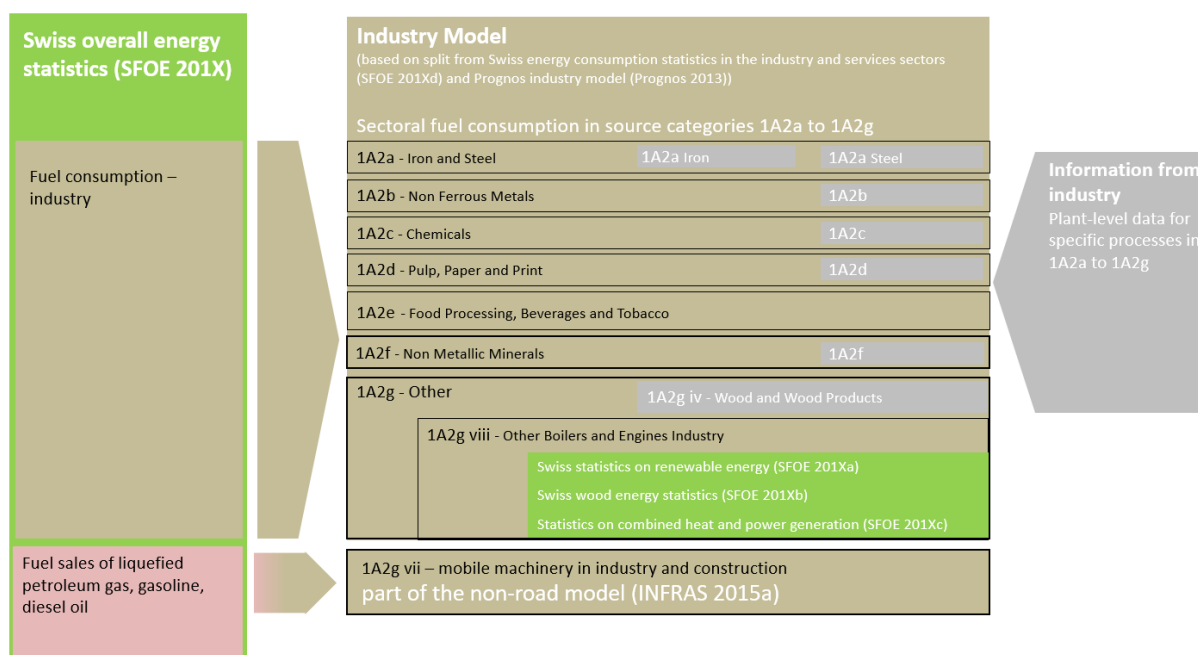 Swiss overall energy
statistics (SFOE 201X)
Fuel consumption –
industry
Fuel sales of liquefied
petroleum gas, gasoline,
diesel oil
Industry Model
(based on split from Swiss energy consumption statistics in the industry and services sectors
(SFOE 201Xd) and Prognos industry model (Prognos 2013))
Sectoral fuel consumption in source categories 1A2a to 1A2g
1A2a - Iron and Steel 1A2a Iron 1A2a Steel
1A2b - Non Ferrous Metals 1A2b
1A2c - Chemicals 1A2c
1A2d - Pulp, Paper and Print 1A2d
1A2e - Food Processing, Beverages and Tobacco
1A2f - Non Metallic Minerals 1A2f
1A2g - Other 1A2g iv - Wood and Wood Products
1A2g viii - Other Boilers and Engines Industry
Swiss statistics on renewable energy (SFOE 201Xa)
Swiss wood energy statistics (SFOE 201Xb)
Statistics on combined heat and power generation (SFOE 201Xc)
1A2g vii – mobile machinery in industry and construction
part of the non-road model (INFRAS 2015a)
Information from
industry
Plant-level data for
specific processes in
1A2a to 1A2g